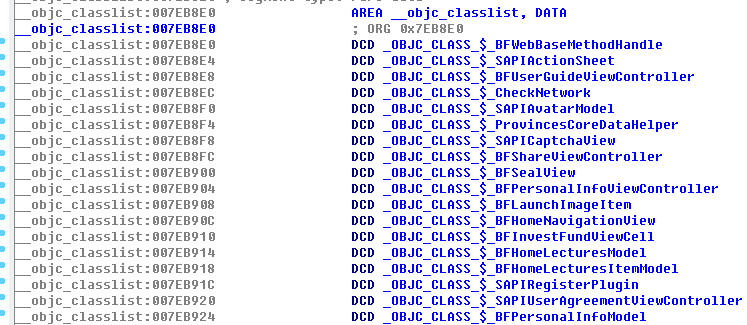 __objc_classlist:007EB8E0 AREA __objc_classlist, DATA
__objc_classlist:007EB8E0 ; ORG 0x7EB8E0
__objc_classlist:007EB8E0 DCD _OBJC_CLASS_$_BFWebBaseMethodHandle
__objc_classlist:007EB8E4 DCD _OBJC_CLASS_$_SAPIActionSheet
__objc_classlist:007EB8E8 DCD _OBJC_CLASS_$_BFUserGuideViewController
__objc_classlist:007EB8EC DCD _OBJC_CLASS_$_CheckNetwork
__objc_classlist:007EB8F0 DCD _OBJC_CLASS_$_SAPIAvatarModel
__objc_classlist:007EB8F4 DCD _OBJC_CLASS_$_ProvincesCoreDataHelper
__objc_classlist:007EB8F8 DCD _OBJC_CLASS_$_SAPICaptchaView
__objc_classlist:007EB8FC DCD _OBJC_CLASS_$_BFShareViewController
__objc_classlist:007EB900 DCD _OBJC_CLASS_$_BFSealView
__objc_classlist:007EB904 DCD _OBJC_CLASS_$_BFPersonalInfoViewController
__objc_classlist:007EB908 DCD _OBJC_CLASS_$_BFLaunchImageItem
__objc_classlist:007EB90C DCD _OBJC_CLASS_$_BFHomeNavigationView
__objc_classlist:007EB910 DCD _OBJC_CLASS_$_BFInvestFundViewCell
__objc_classlist:007EB914 DCD _OBJC_CLASS_$_BFHomeLecturesModel
__objc_classlist:007EB918 DCD _OBJC_CLASS_$_BFHomeLecturesItemModel
__objc_classlist:007EB91C DCD _OBJC_CLASS_$_SAPIRegisterPlugin
__objc_classlist:007EB920 DCD _OBJC_CLASS_$_SAPIUserAgreementViewController
__objc_classlist:007EB924 DCD _OBJC_CLASS_$_BFPersonalInfoModel